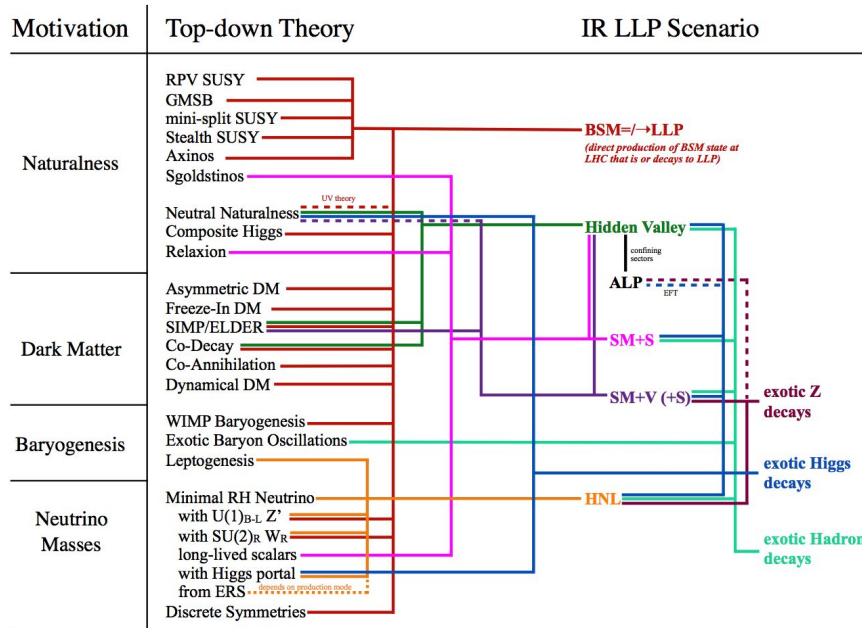 Motivation
Top-down Theory
IR LLP Scenario
Naturalness
RPV SUSY
GMSB
mini-split SUSY
Stealth SUSY
Axinos
Sgoldstinos
Neutral Naturalness
Composite Higgs
Relaxion
UV theory
Dark Matter
Asymmetric DM
Freeze-In DM
SIMP/ELDER
Co-Decay
Co-Annihilation
Dynamical DM
Baryogenesis
WIMP Baryogenesis
Exotic Baryon Oscillations
Leptogenesis
Neutrino
Masses
Minimal RH Neutrino
with U(1)B-L Z'
with SU(2)R WR
long-lived scalars
with Higgs portal
from ERS
depends on production mode
Discrete Symmetries
BSM=/→LLP
(direct production of BSM state at
LHC that is or decays to LLP)
Hidden Valley
confining
sectors
ALP
EFT
SM+S
SM+V (+S)
HNL
exotic Z
decays
exotic Higgs
decays
exotic Hadron
decays